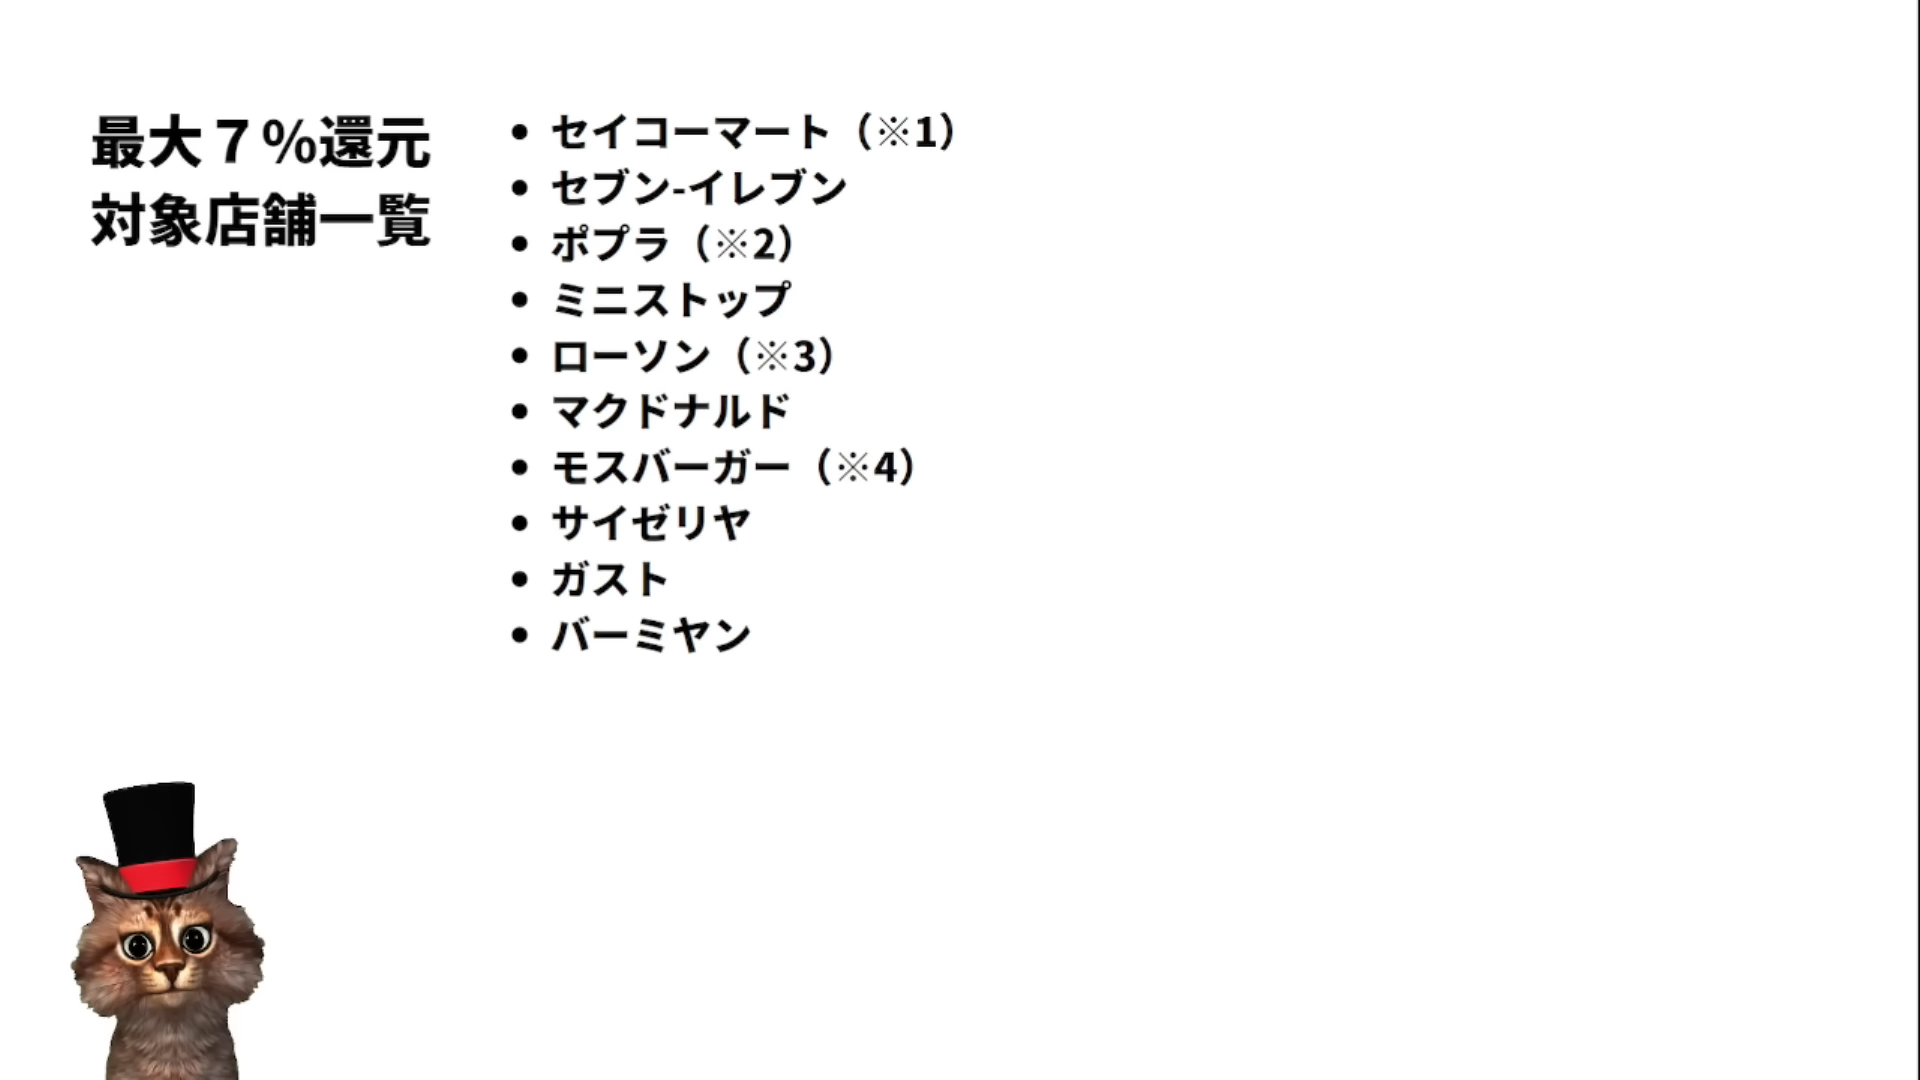 最大７％還元
対象店舗一覧
• セイコーマート（※1）
• セブン-イレブン
• ポプラ（※2）
• ミニストップ
• ローソン（※3）
• マクドナルド
• モスバーガー（※4）
• サイゼリヤ
• ガスト
• バーミヤン